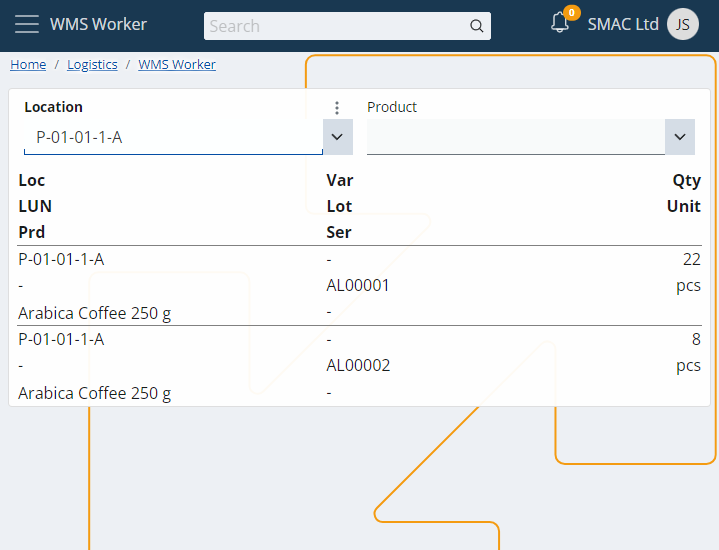 WMS Worker
Search
0
SMAC Ltd
JS
Home / Logistics / WMS Worker
Location
Product
P-01-01-1-A
Loc Var Qty
LUN Lot Unit
Prd Ser
P-01-01-1-A - 22
- AL00001 pcs
Arabica Coffee 250 g -
P-01-01-1-A - 8
- AL00002 pcs
Arabica Coffee 250 g -